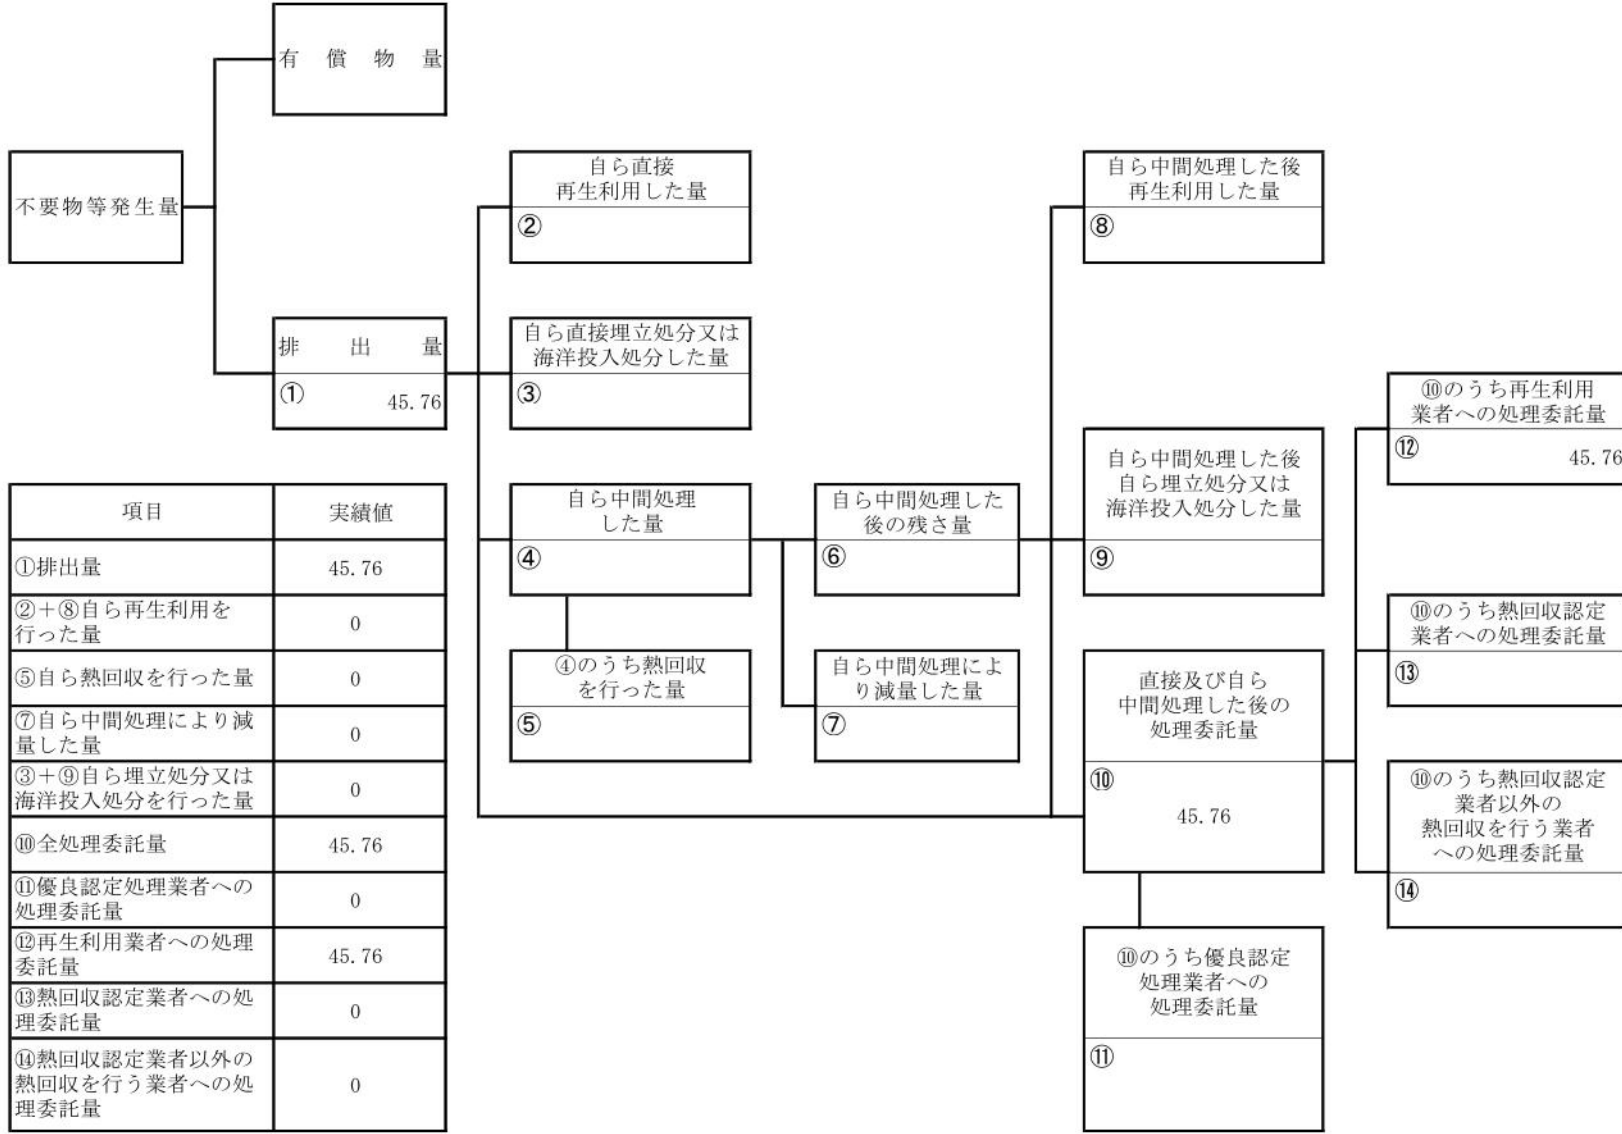 有償物量
不要物等発生量
排出量
①
45.76
自ら直接
再生利用した量
②
自ら直接埋立処分又は
海洋投入処分した量
③
自ら中間処理
した量
④
④のうち熱回収
を行った量
⑤
自ら中間処理した
後の残さ量
⑥
自ら中間処理によ
り減量した量
⑦
自ら中間処理した後
再生利用した量
⑧
自ら中間処理した後
自ら埋立処分又は
海洋投入処分した量
⑨
直接及び自ら
中間処理した後の
処理委託量
⑩
45.76
⑩のうち優良認定
処理業者への
処理委託量
⑪
⑩のうち再生利用
業者への処理委託量
⑫
45.76
⑩のうち熱回収認定
業者への処理委託量
⑬
⑩のうち熱回収認定
業者以外の
熱回収を行う業者
への処理委託量
⑭
項目 実績値
①排出量 45.76
②+⑧自ら再生利用を
行った量
0
⑤自ら熱回収を行った量 0
⑦自ら中間処理により減
量した量
0
③+⑨自ら埋立処分又は
海洋投入処分を行った量
0
⑩全処理委託量 45.76
⑪優良認定処理業者への
処理委託量
0
⑫再生利用業者への処理
委託量
45.76
⑬熱回収認定業者への処
理委託量
0
⑭熱回収認定業者以外の
熱回収を行う業者への処
理委託量
0